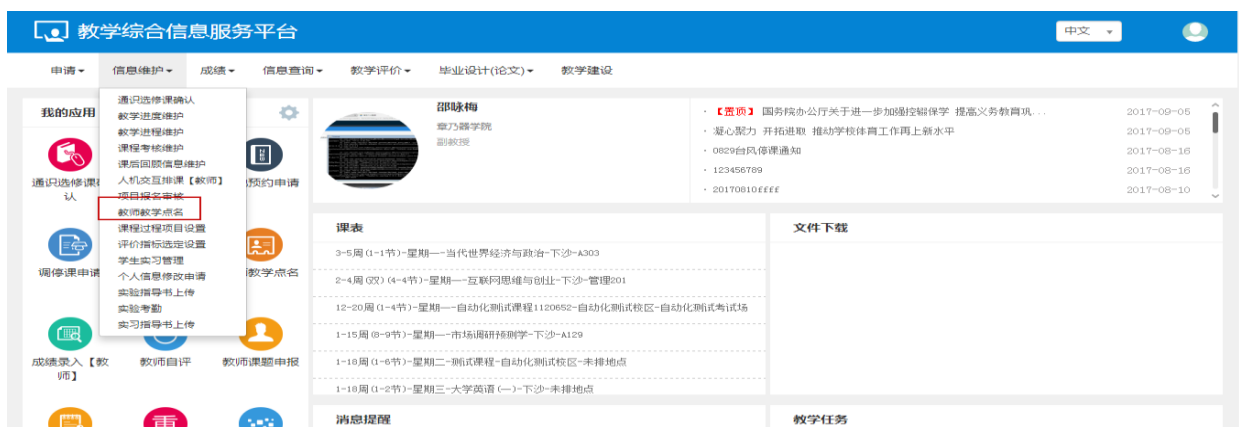 教学综合信息服务平台
中文
申请 信息维护 成绩 信息查询 教学评价 毕业设计(论文) 教学建设
我的应用
通识选修课确认
教学进度维护
教学进程维护
课程考核维护
课后回顾信息维护
人机交互排课【教师】
项目报名审核
教师教学点名
课程过程项目设置
评价指标选定设置
学生实习管理
个人信息修改申请
实验指导书上传
实验考勤
实习指导书上传
通识选修课
认
预约申请
调停课申请
教学点名
成绩录入【教
师】
教师自评
教师课题申报
重
邵咏梅
章乃器学院
副教授
· 【置顶】 国务院办公厅关于进一步加强控辍保学 提高义务教育巩... 2017-09-05
· 凝心聚力 开拓进取 推动学校体育工作再上新水平 2017-09-05
· 0829台风停课通知 2017-08-16
· 123456789 2017-08-16
· 20170810ffff 2017-08-10
课表
3-5周(1-1节)-星期一--当代世界经济与政治-下沙-A303
2-4周(双)(4-4节)-星期一--互联网思维与创业-下沙-管理201
12-20周(1-4节)-星期一--自动化测试课程1120652-自动化测试校区-自动化测试考试场
1-15周(8-9节)-星期一--市场调研预测学-下沙-A129
1-18周(1-6节)-星期二-测试课程-自动化测试校区-未排地点
1-18周(1-2节)-星期三-大学英语(一)-下沙-未排地点
文件下载
消息提醒
教学任务